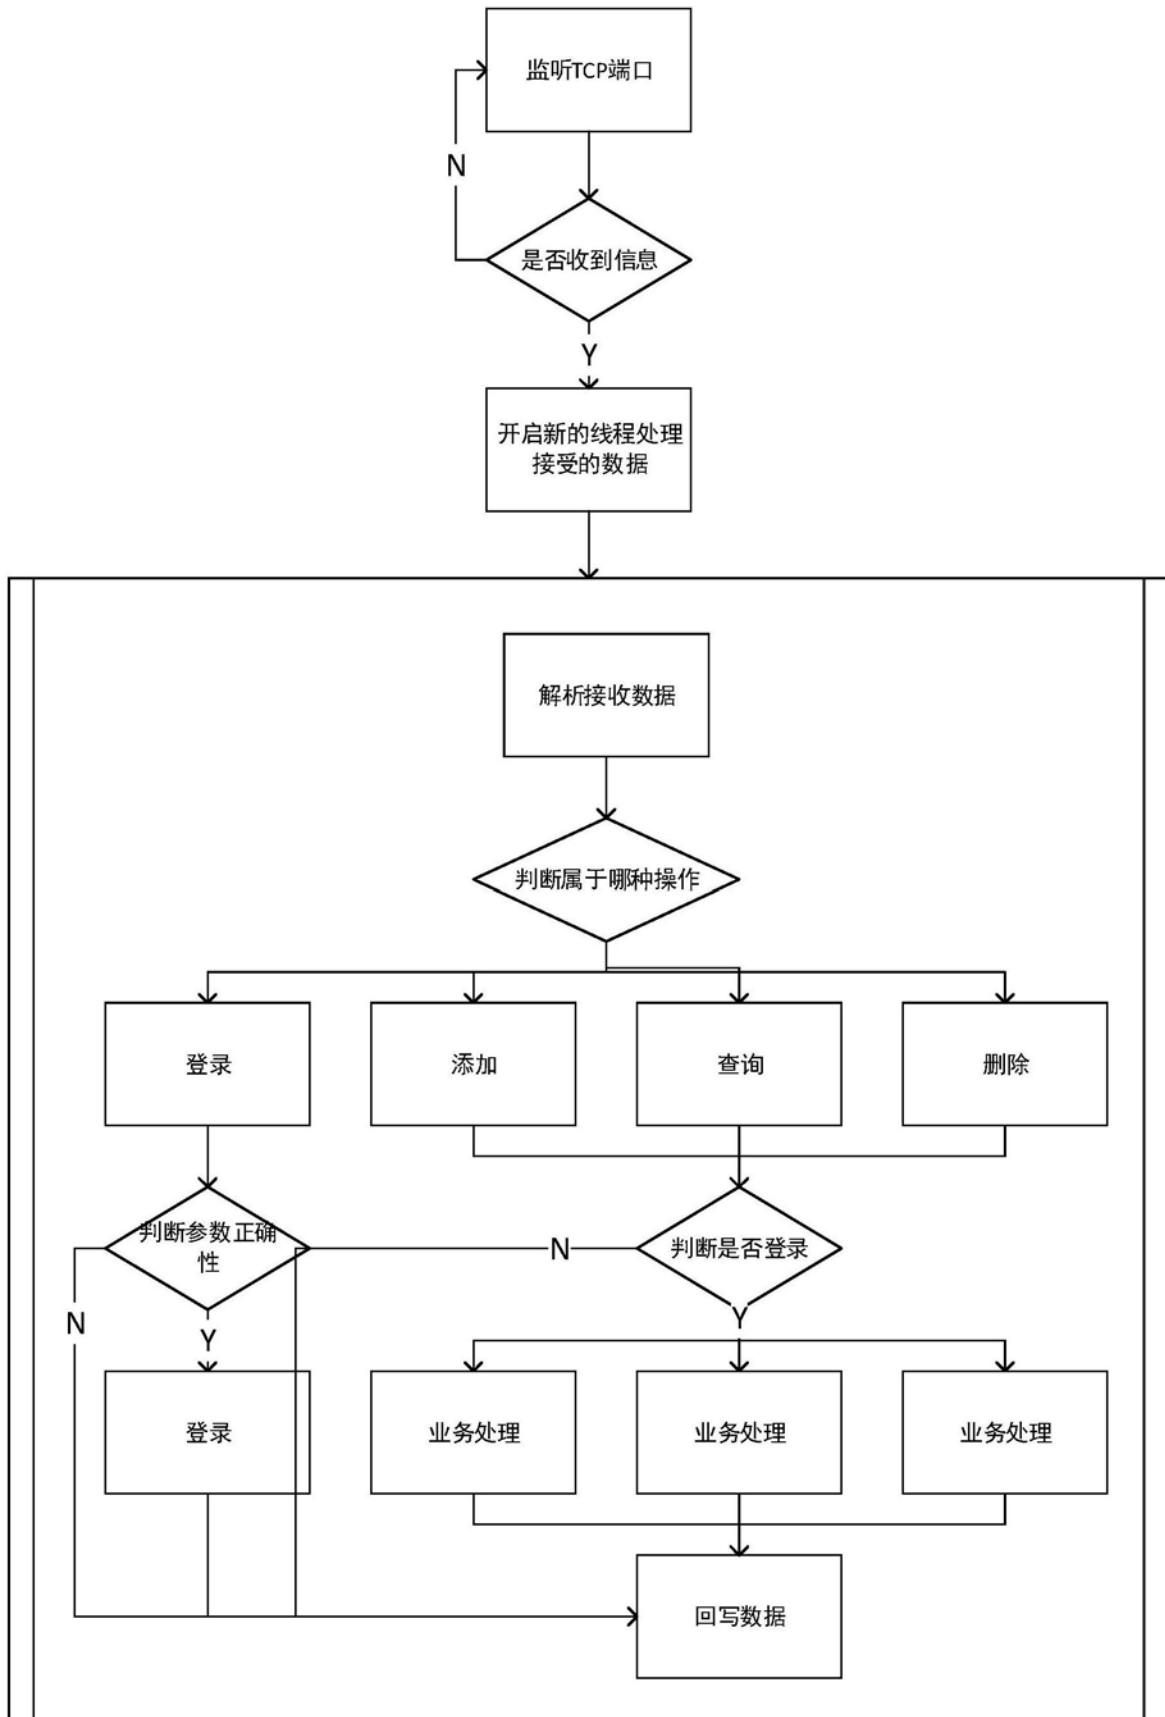 监听TCP端口
N
是否收到信息
Y
开启新的线程处理
接受的数据
解析接收数据
判断属于哪种操作
登录
添加
查询
删除
判断参数正确
性
N
判断是否登录
N
Y
Y
登录
业务处理
业务处理
业务处理
回写数据